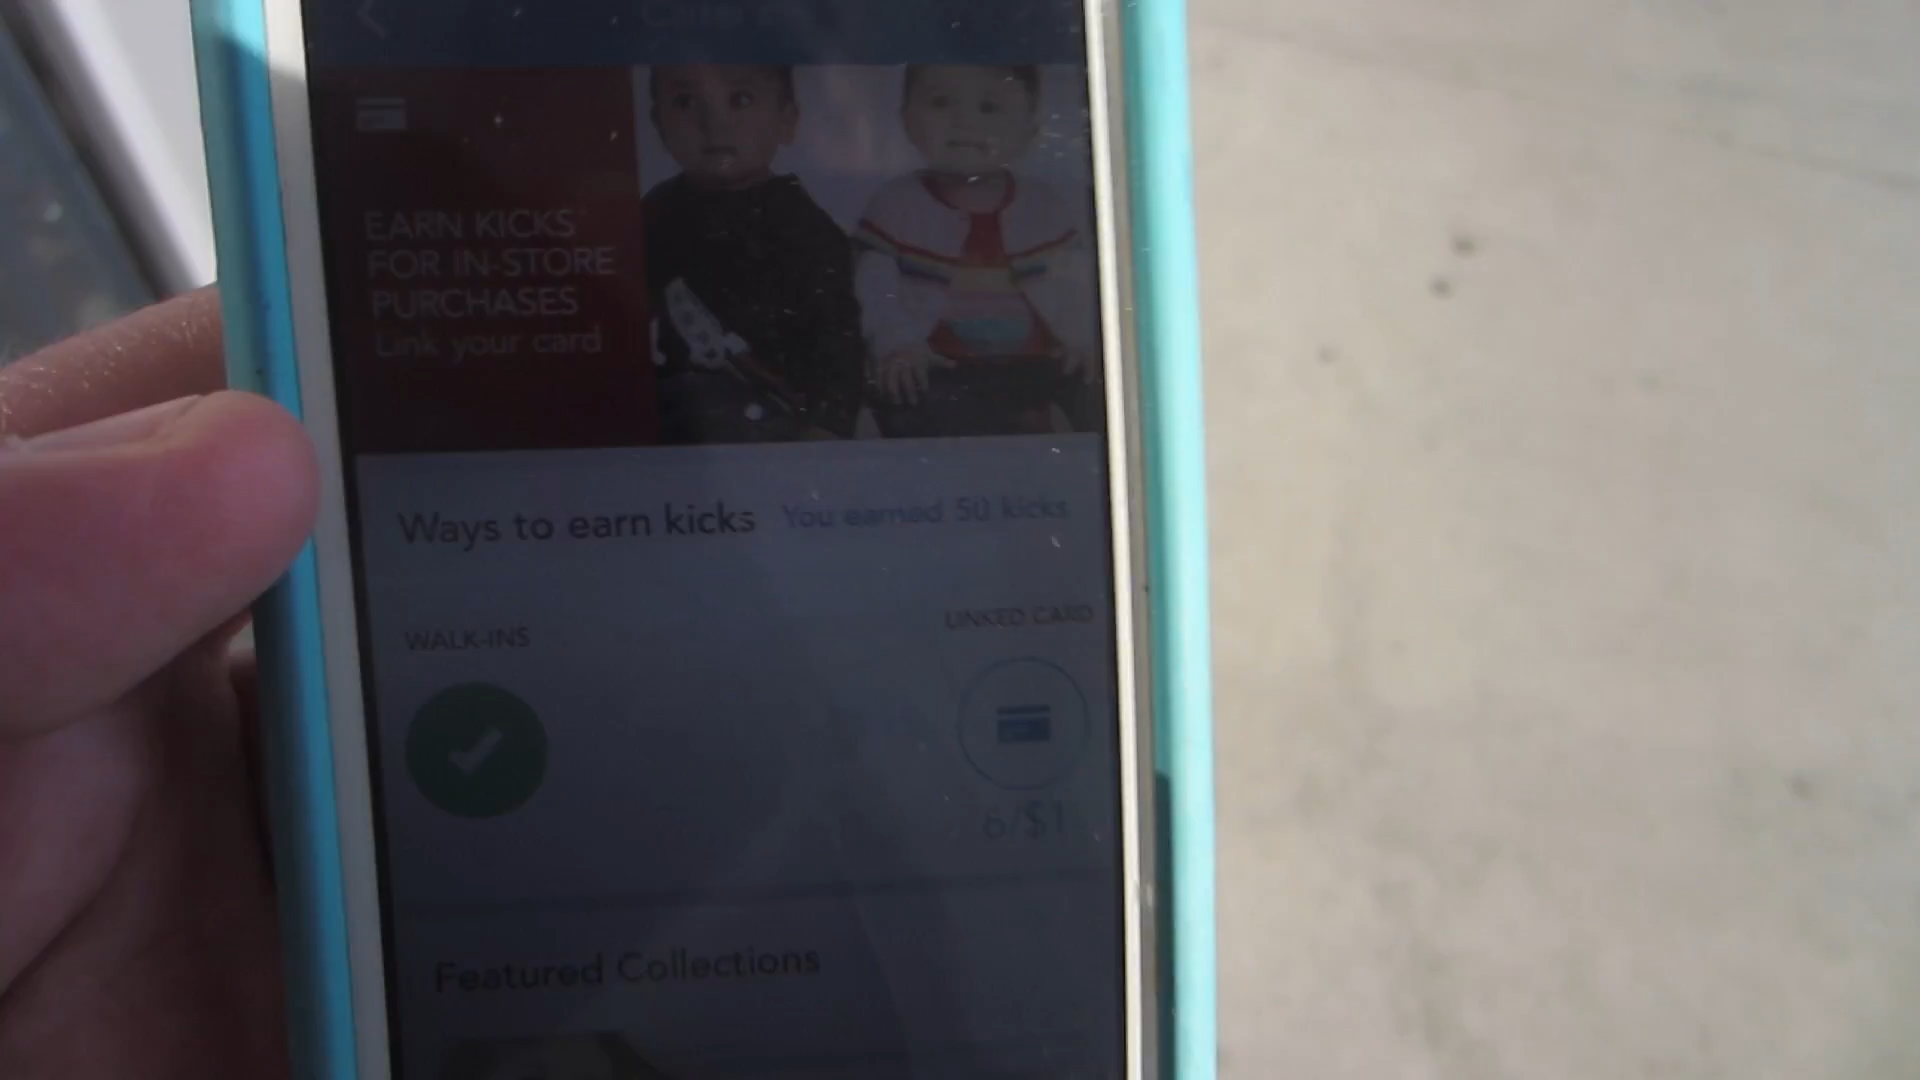 EARN KICKS
FOR IN-STORE
PURCHASES
Link your card
Ways to earn kicks You earned 50 kicks
WALK-INS
LINKED CARD
6/$1
Featured Collections